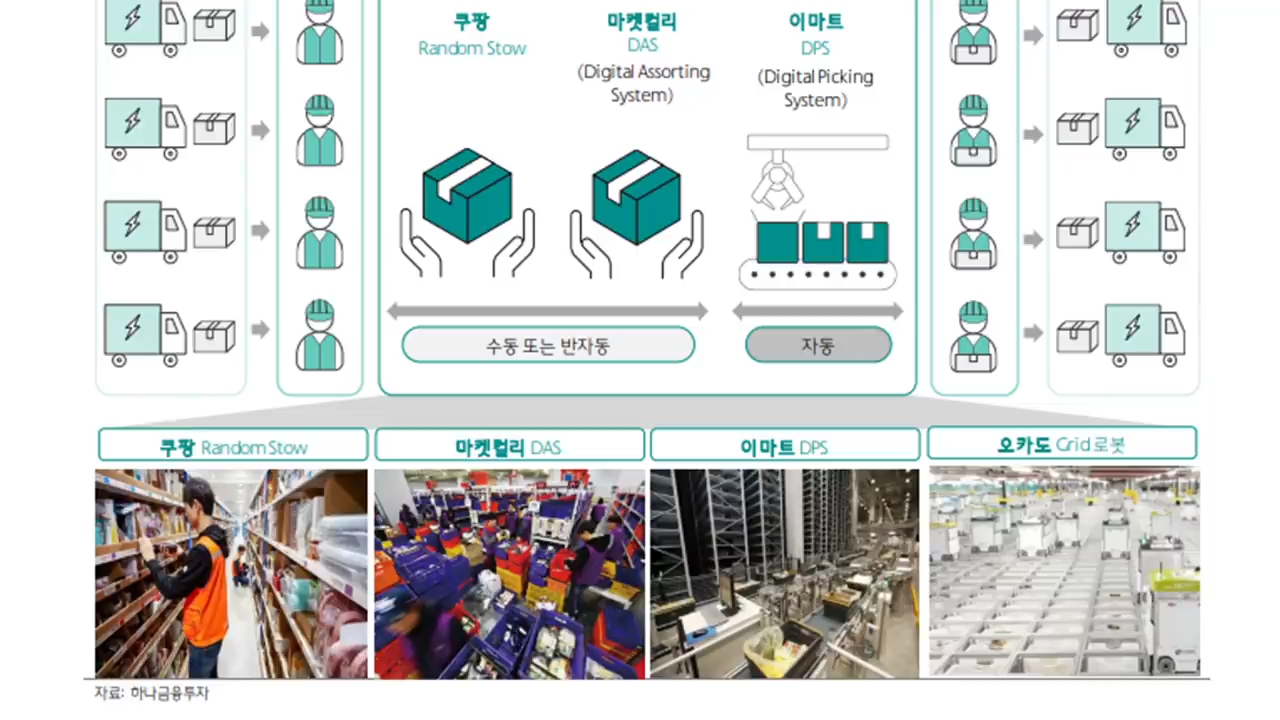 쿠팡
Random Stow
마켓컬리
DAS
(Digital Assorting
System)
이마트
DPS
(Digital Picking
System)
수동 또는 반자동
자동
쿠팡 Random Stow
마켓컬리 DAS
이마트 DPS
오카도 Grid 로봇
자료: 하나금융투자